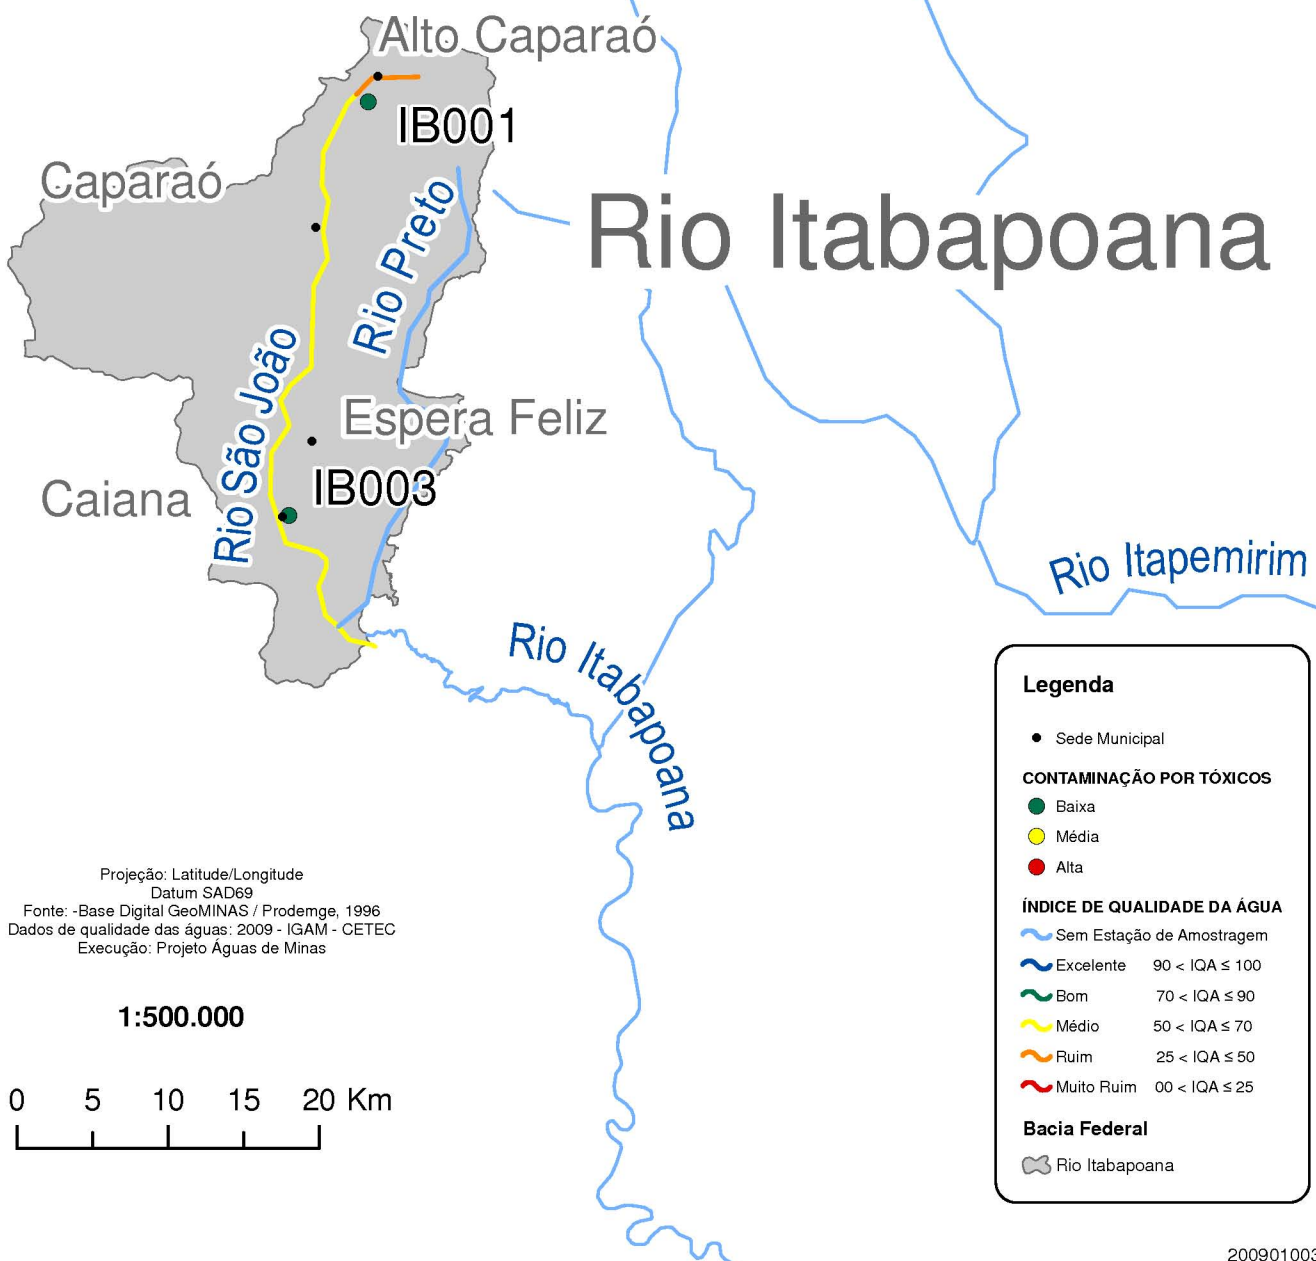 Alto Caparaó
IB001
Caparaó
Rio Preto
Rio Itabapoana
Rio São João
Espera Feliz
IB003
Caiana
Rio Itapemirim
Rio Itabapoana
Legenda
Sede Municipal
CONTAMINAÇÃO POR TÓXICOS
Baixa
Média
Alta
ÍNDICE DE QUALIDADE DA ÁGUA
Sem Estação de Amostragem
Excelente 90 < IQA ≤ 100
Bom 70 < IQA ≤ 90
Médio 50 < IQA ≤ 70
Ruim 25 < IQA ≤ 50
Muito Ruim 00 < IQA ≤ 25
Bacia Federal
Rio Itabapoana
Projeção: Latitude/Longitude
Datum SAD69
Fonte: -Base Digital GeoMINAS / Prodemge, 1996
Dados de qualidade das águas: 2009 - IGAM - CETEC
Execução: Projeto Águas de Minas
1:500.000
0 5 10 15 20 Km
200901003